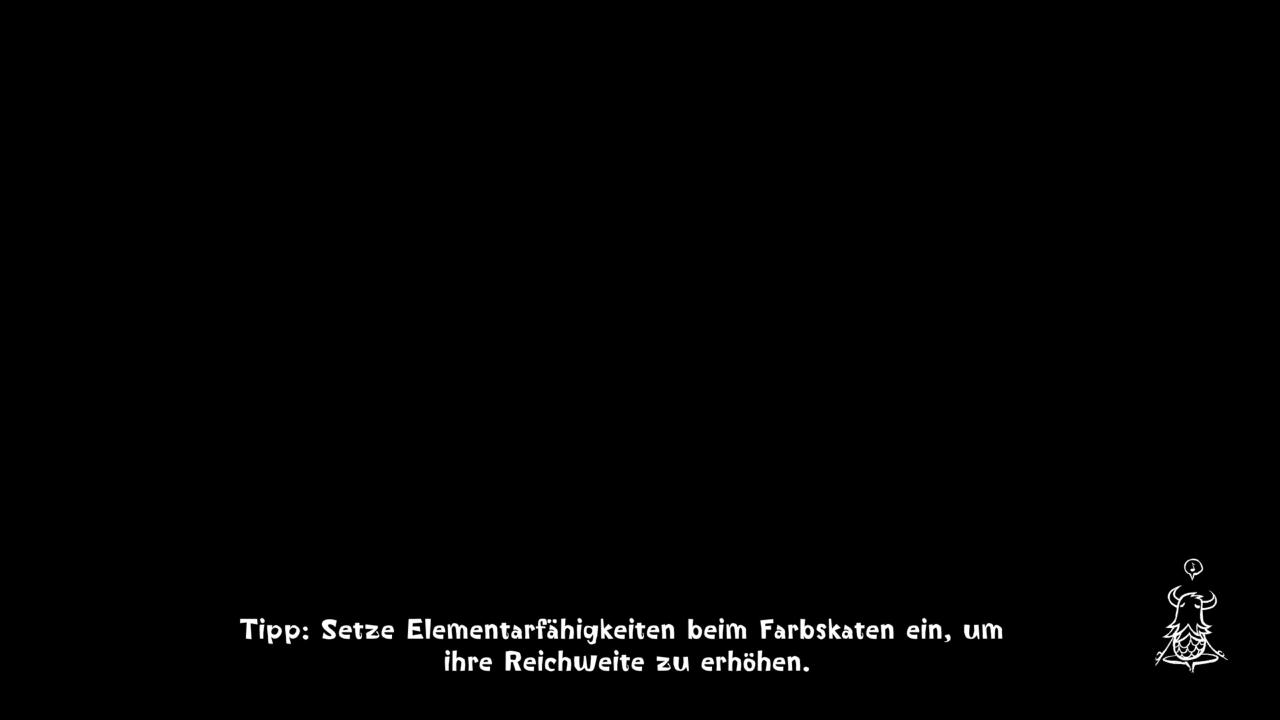 Tipp: Setze Elementarfähigkeiten beim Farbskaten ein, um
ihre Reichweite zu erhöhen.